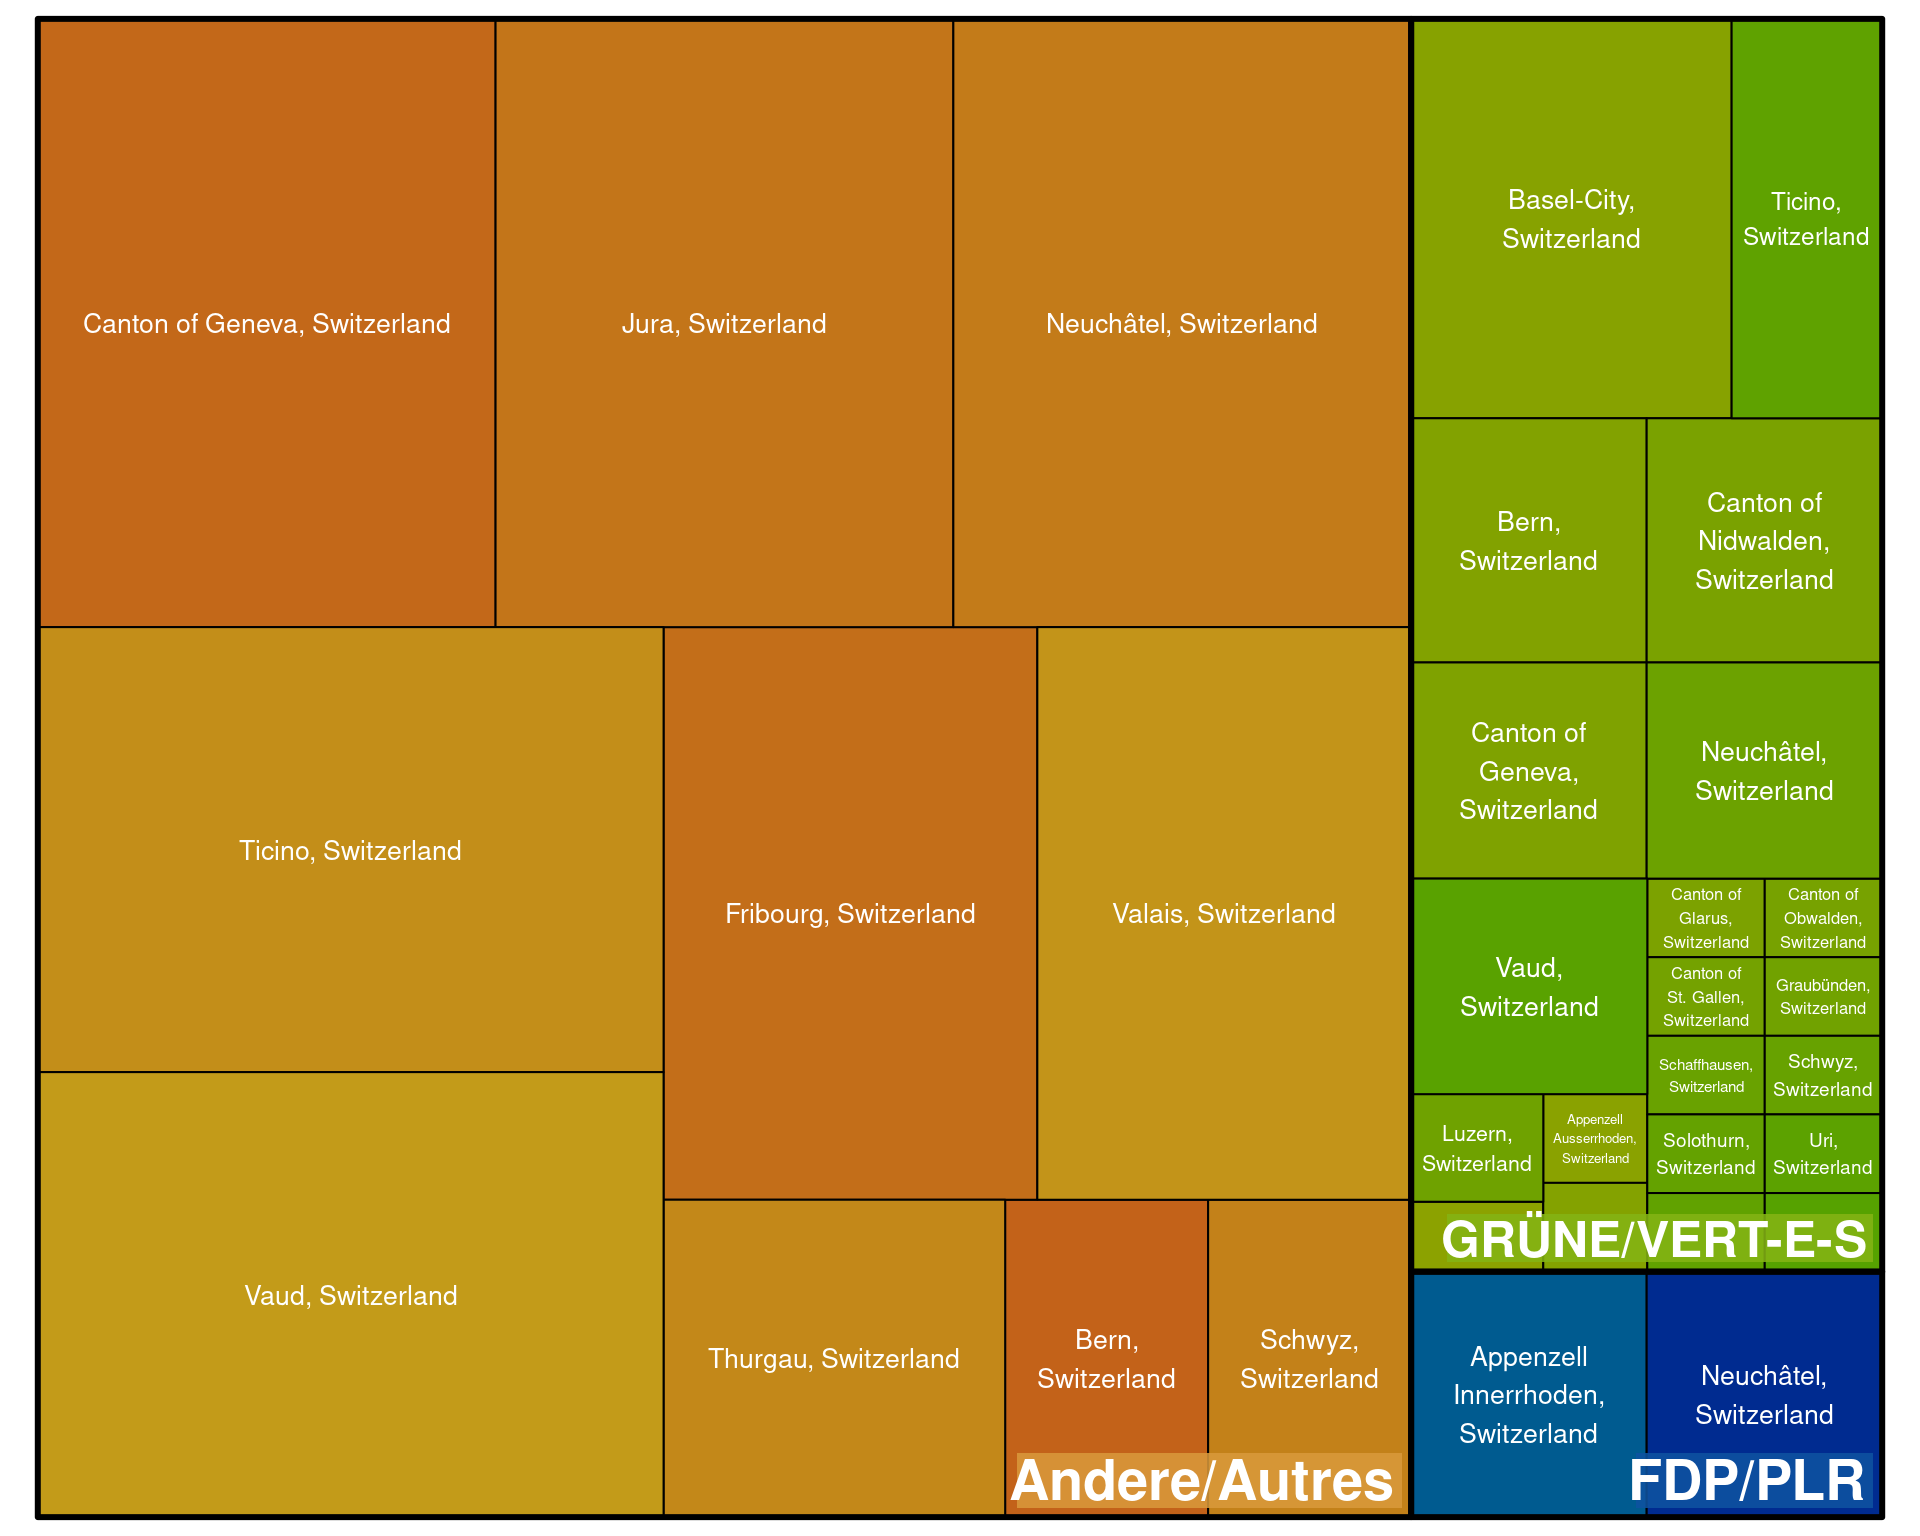 Canton of Geneva, Switzerland
Jura, Switzerland
Neuchâtel, Switzerland
Ticino, Switzerland
Vaud, Switzerland
Fribourg, Switzerland
Valais, Switzerland
Thurgau, Switzerland
Bern,
Switzerland
Schwyz,
Switzerland
Andere/Autres
Basel-City,
Switzerland
Ticino,
Switzerland
Bern,
Switzerland
Canton of
Nidwalden,
Switzerland
Canton of
Geneva,
Switzerland
Neuchâtel,
Switzerland
Vaud,
Switzerland
Canton of
Glarus,
Switzerland
Canton of
Obwalden,
Switzerland
Canton of
St. Gallen,
Switzerland
Graubünden,
Switzerland
Schaffhausen,
Switzerland
Schwyz,
Switzerland
Luzern,
Switzerland
Appenzell
Ausserrhoden,
Switzerland
Solothurn,
Switzerland
Uri,
Switzerland
GRÜNE/VERT-E-S
Appenzell
Innerrhoden,
Switzerland
Neuchâtel,
Switzerland
FDP/PLR